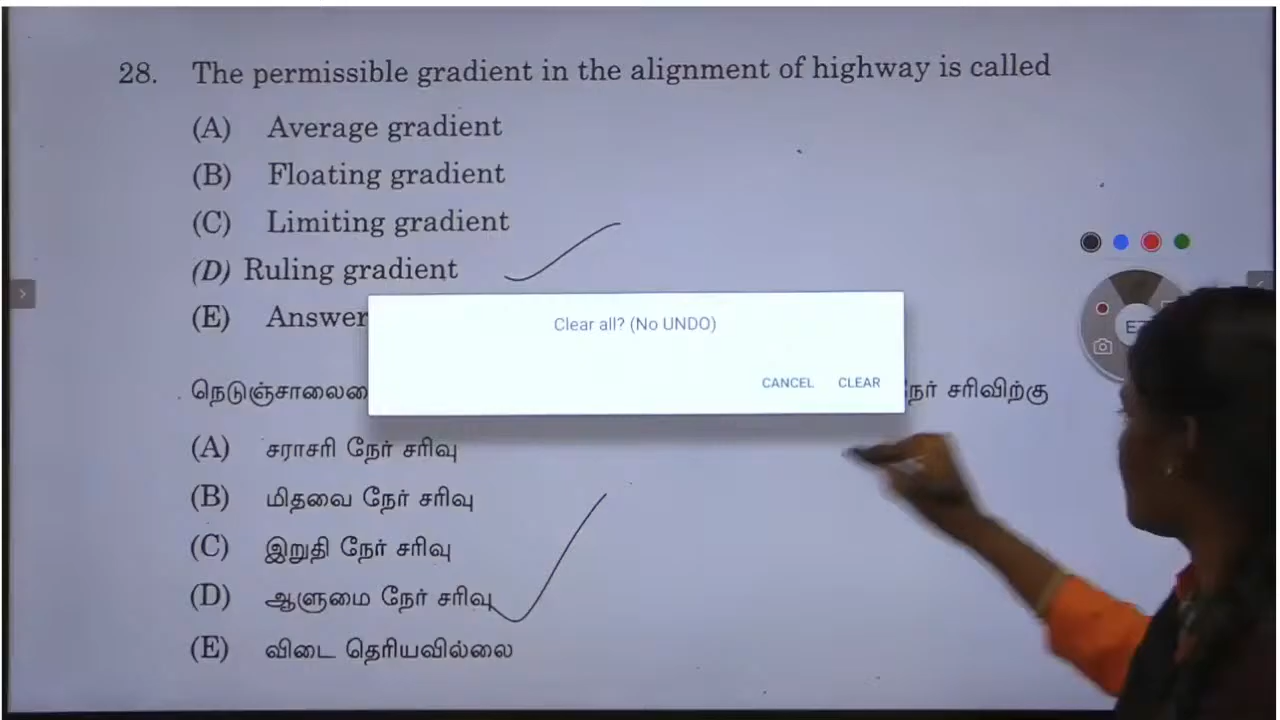 28. The permissible gradient in the alignment of highway is called
(A) Average gradient
(B) Floating gradient
(C) Limiting gradient
(D) Ruling gradient
(E) Answer
Clear all? (No UNDO)
CANCEL CLEAR
நெடுஞ்சாலை நேர் சரிவிற்கு
(A) சராசரி நேர் சரிவு
(B) மிதவை நேர் சரிவு
(C) இறுதி நேர் சரிவு
(D) ஆளுமை நேர் சரிவு
(E) விடை தெரியவில்லை